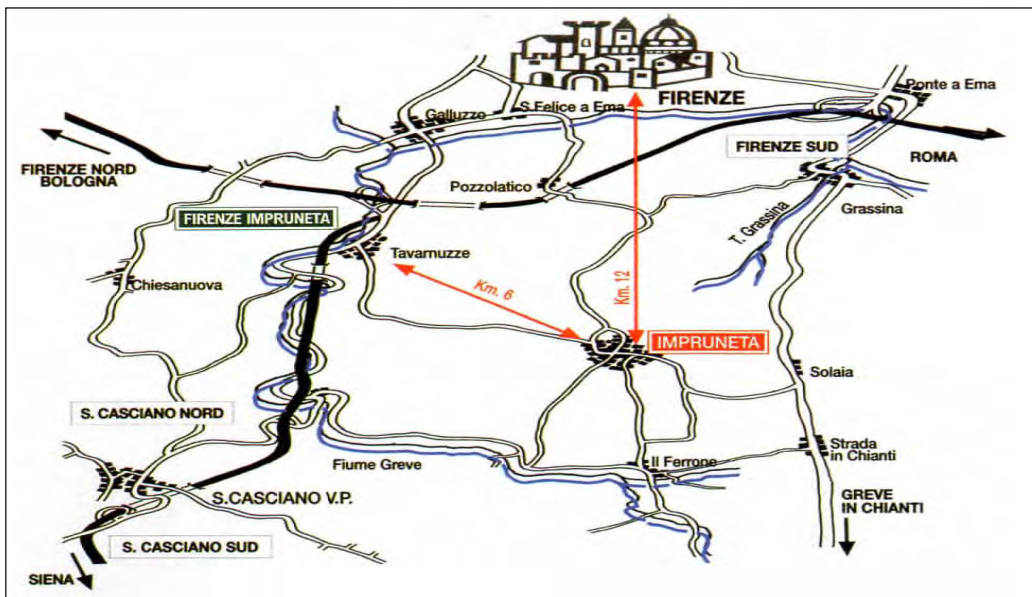 FIRENZE
Ponte a Ema
Galluzzo
S. Felice a Ema
FIRENZE NORD
BOLOGNA
FIRENZE SUD
ROMA
Pozzolatico
Grassina
FIRENZE IMPRUNETA
T. Grassina
Tavarnuzze
Chiesanuova
Km. 6
Km. 12
IMPRUNETA
Solaia
S. CASCIANO NORD
Strada
in Chianti
Fiume Greve
Il Ferrone
S.CASCIANO V.P.
GREVE
IN CHIANTI
S. CASCIANO SUD
SIENA